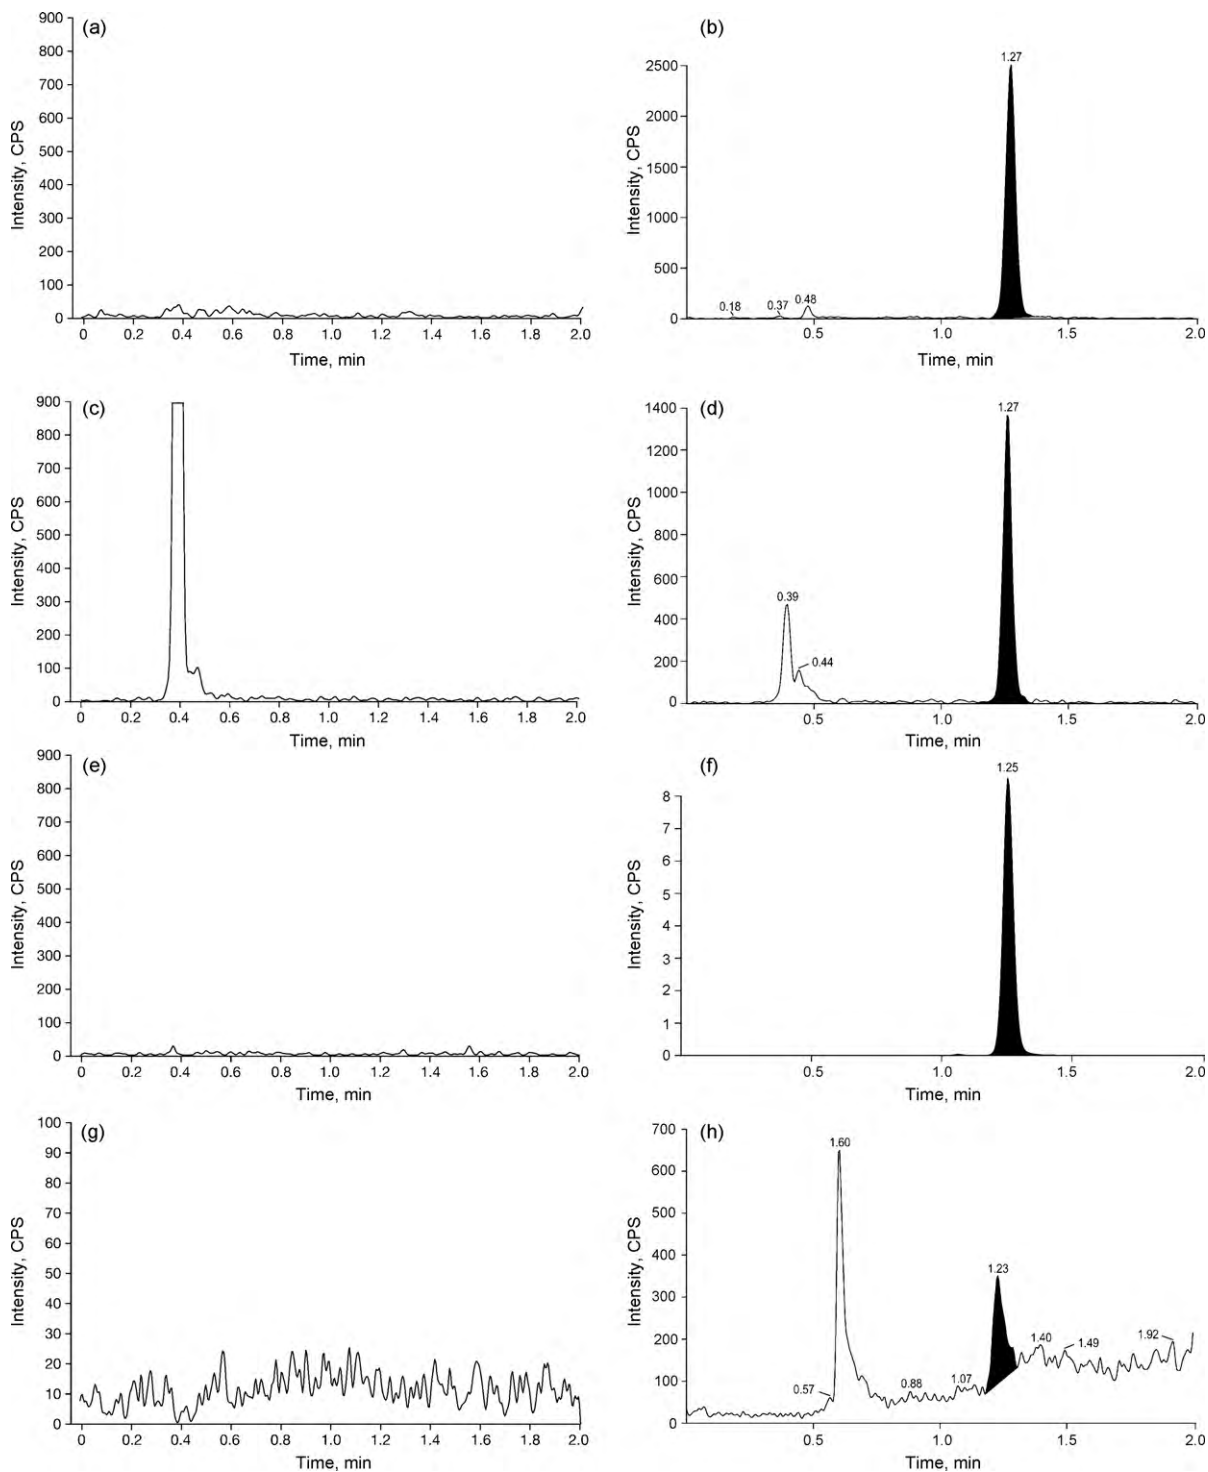 (a)
900
800
700
600
500
400
300
200
100
0
Intensity, CPS
0 0.2 0.4 0.6 0.8 1.0 1.2 1.4 1.6 1.8 2.0
Time, min
(b)
1.27
2500
2000
1500
1000
500
0
Intensity, CPS
0.18 0.37 0.48
0.5 1.0 1.5 2.0
Time, min
(c)
900
800
700
600
500
400
300
200
100
0
Intensity, CPS
0 0.2 0.4 0.6 0.8 1.0 1.2 1.4 1.6 1.8 2.0
Time, min
(d)
1.27
1400
1200
1000
800
600
400
200
0
Intensity, CPS
0.39
0.44
0.5 1.0 1.5 2.0
Time, min
(e)
900
800
700
600
500
400
300
200
100
0
Intensity, CPS
0 0.2 0.4 0.6 0.8 1.0 1.2 1.4 1.6 1.8 2.0
Time, min
(f)
1.25
8
7
6
5
4
3
2
1
0
Intensity, CPS
0.5 1.0 1.5 2.0
Time, min
(g)
100
90
80
70
60
50
40
30
20
10
0
Intensity, CPS
0 0.2 0.4 0.6 0.8 1.0 1.2 1.4 1.6 1.8 2.0
Time, min
(h)
1.60
700
600
500
400
300
200
100
0
Intensity, CPS
1.23
0.57 0.88 1.07 1.40 1.49 1.92
0.5 1.0 1.5 2.0
Time, min